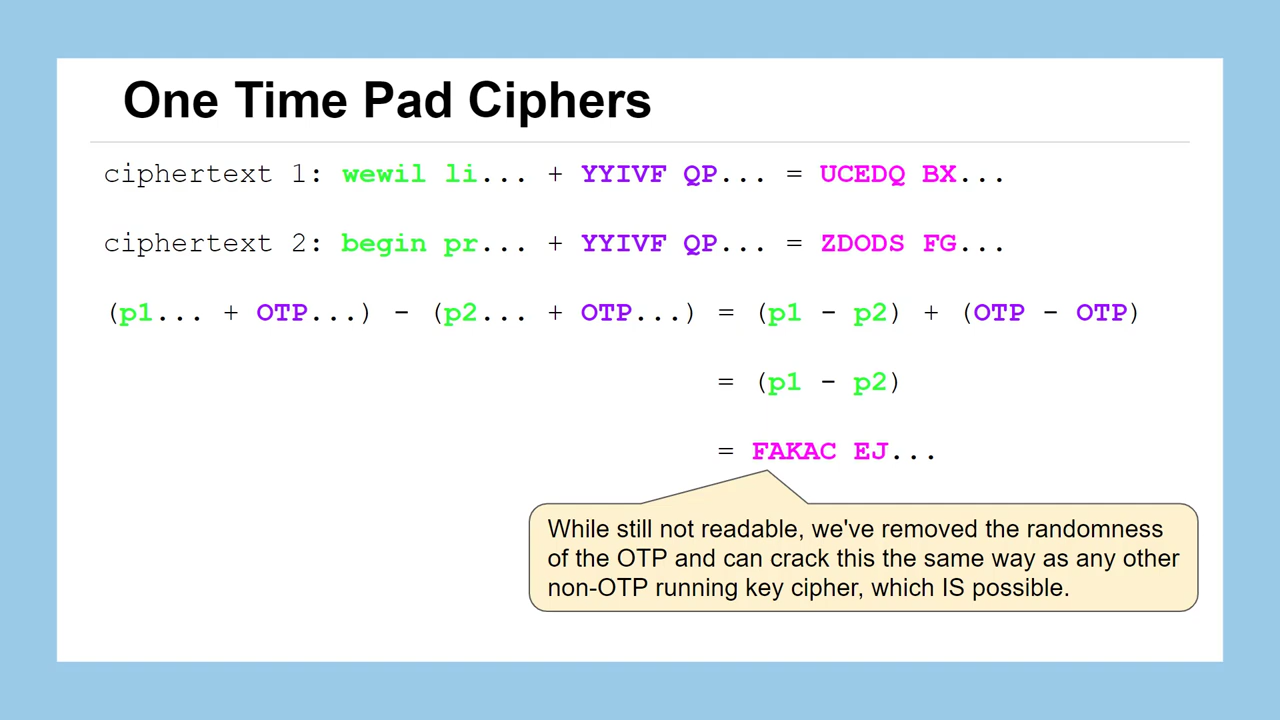 One Time Pad Ciphers
ciphertext 1: wewil li... + YYIVF QP... = UCEDQ BX...
ciphertext 2: begin pr... + YYIVF QP... = ZDODS FG...
(p1... + OTP...) - (p2... + OTP...) = (p1 - p2) + (OTP - OTP)
= (p1 - p2)
= FAKAC EJ...
While still not readable, we've removed the randomness
of the OTP and can crack this the same way as any other
non-OTP running key cipher, which IS possible.